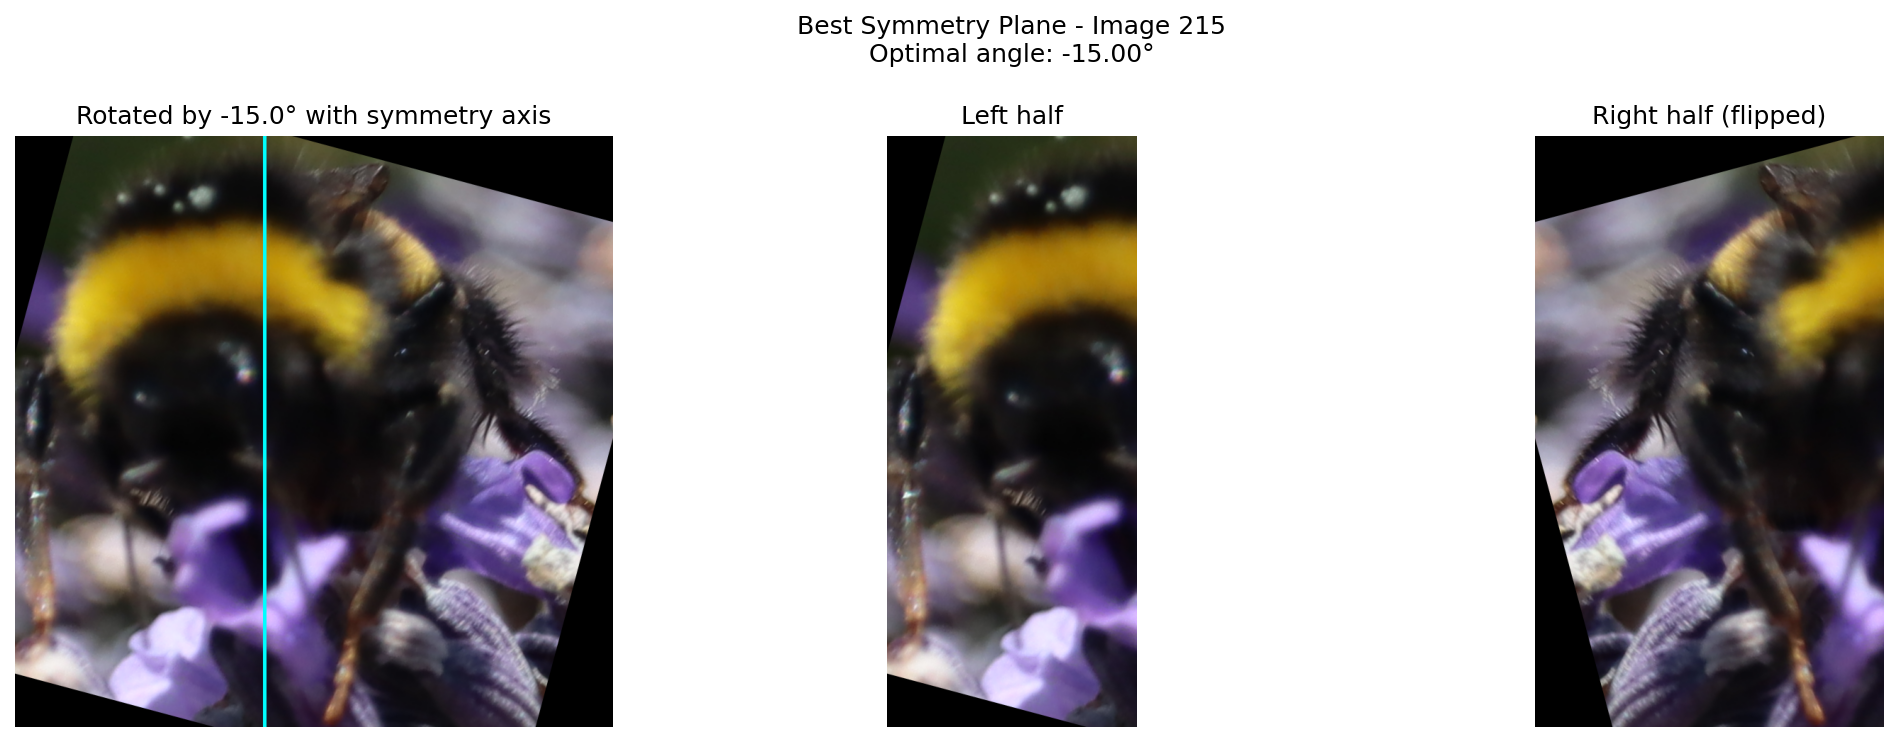 Best Symmetry Plane - Image 215
Optimal angle: -15.00°
Rotated by -15.0° with symmetry axis
Left half
Right half (flipped)